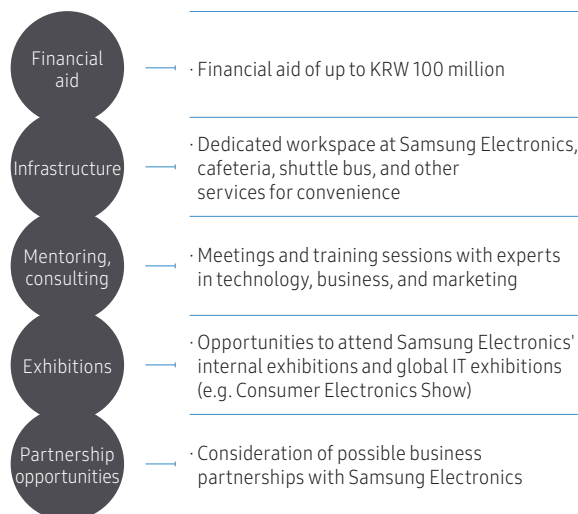 Financial
aid
· Financial aid of up to KRW 100 million
Infrastructure
· Dedicated workspace at Samsung Electronics,
cafeteria, shuttle bus, and other
services for convenience
Mentoring,
consulting
· Meetings and training sessions with experts
in technology, business, and marketing
Exhibitions
· Opportunities to attend Samsung Electronics'
internal exhibitions and global IT exhibitions
(e.g. Consumer Electronics Show)
Partnership
opportunities
· Consideration of possible business
partnerships with Samsung Electronics